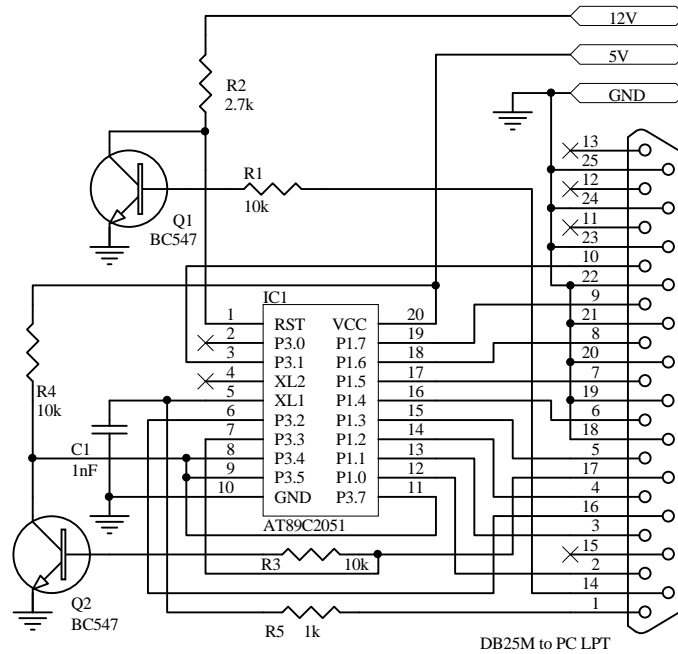 12V
5V
GND
R2
2.7k
R1
10k
Q1
BC547
13
25
12
24
11
23
10
22
9
21
8
20
7
19
6
18
5
17
4
16
3
15
2
14
1
IC1
1 RST VCC 20
2 P3.0 P1.7 19
3 P3.1 P1.6 18
4 XL2 P1.5 17
5 XL1 P1.4 16
6 P3.2 P1.3 15
7 P3.3 P1.2 14
8 P3.4 P1.1 13
9 P3.5 P1.0 12
10 GND P3.7 11
AT89C2051
R4
10k
C1
1nF
R3 10k
Q2
BC547
R5 1k
DB25M to PC LPT